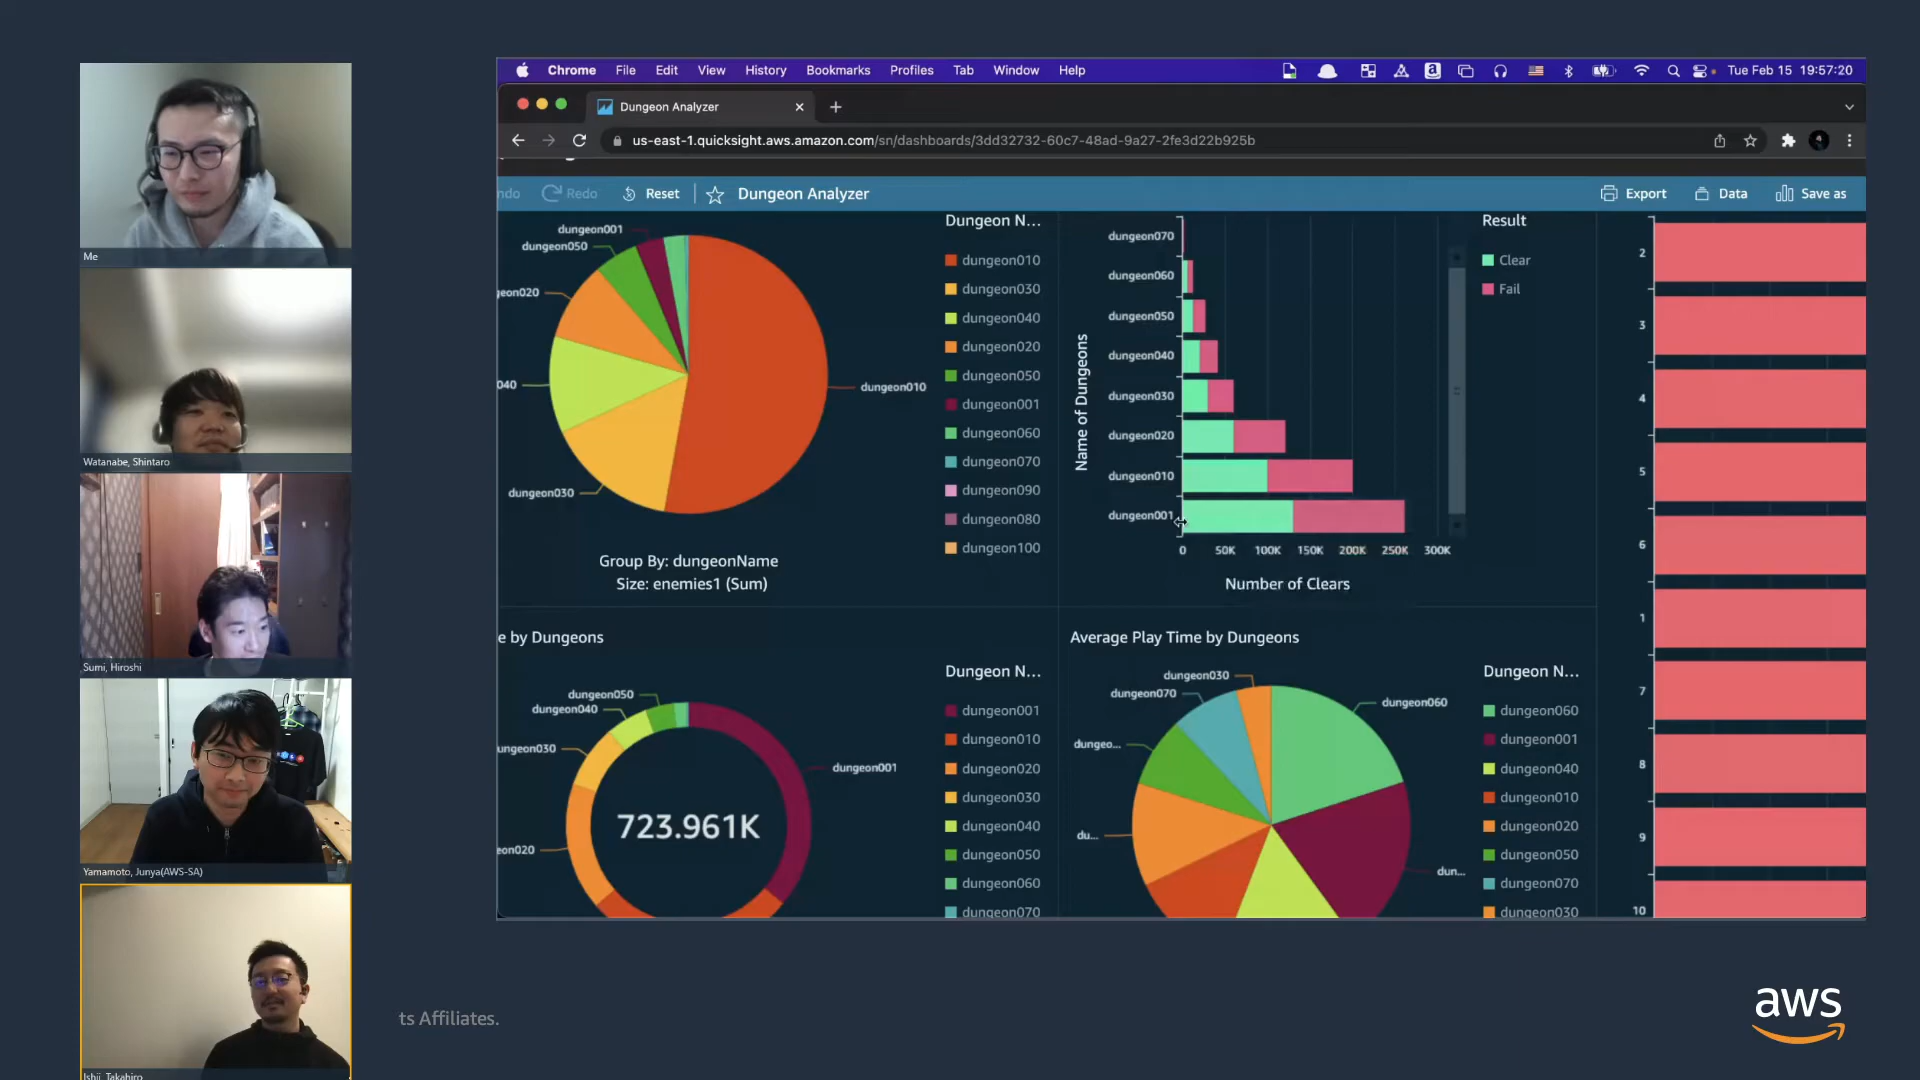 Me
Watanabe, Shintaro
Sumi, Hiroshi
Yamamoto, Junya(AWS-SA)
Ishii, Takahiro
Chrome File Edit View History Bookmarks Profiles Tab Window Help Tue Feb 15 19:57:20
Dungeon Analyzer
us-east-1.quicksight.aws.amazon.com/sn/dashboards/3dd32732-60c7-48ad-9a27-2fe3d22b925b
ndo Redo Reset Dungeon Analyzer Export Data Save as
dungeon001
dungeon050
geon020
040
dungeon030
dungeon010
Group By: dungeonName
Size: enemies1 (Sum)
Dungeon N...
dungeon010
dungeon030
dungeon040
dungeon020
dungeon050
dungeon001
dungeon060
dungeon070
dungeon090
dungeon080
dungeon100
Name of Dungeons
dungeon070
dungeon060
dungeon050
dungeon040
dungeon030
dungeon020
dungeon010
dungeon001
0 50K 100K 150K 200K 250K 300K
Number of Clears
Result
Clear
Fail
2
3
4
5
6
1
7
8
9
10
e by Dungeons
dungeon050
dungeon040
ungeon030
eon020
dungeon001
723.961K
Dungeon N...
dungeon001
dungeon010
dungeon020
dungeon030
dungeon040
dungeon050
dungeon060
dungeon070
Average Play Time by Dungeons
dungeon030
dungeon070
dungeo...
du...
dungeon060
dun...
Dungeon N...
dungeon060
dungeon001
dungeon040
dungeon010
dungeon020
dungeon050
dungeon070
dungeon030
ts Affiliates.
aws